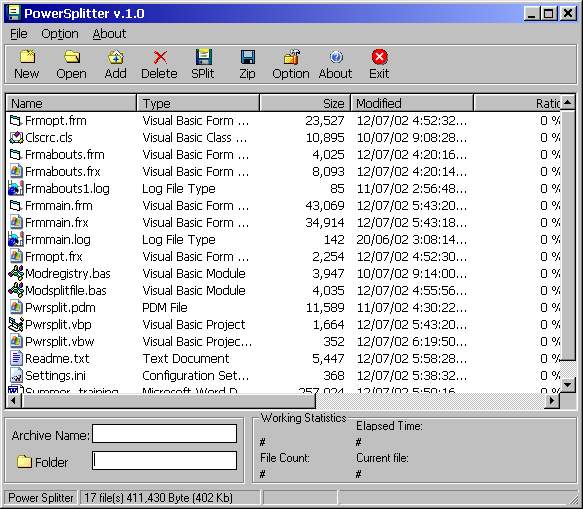 PowerSplitter v.1.0
File Option About
New Open Add Delete SPlit Zip Option About Exit
Name Type Size Modified Ratio
Frmopt.frm Visual Basic Form ... 23,527 12/07/02 4:52:32... 0 %
Clscrc.cls Visual Basic Class ... 10,895 10/07/02 9:08:28... 0 %
Frmabouts.frm Visual Basic Form ... 4,025 12/07/02 4:20:16... 0 %
Frmabouts.frx Visual Basic Form ... 8,093 12/07/02 4:20:14... 0 %
Frmabouts1.log Log File Type 85 11/07/02 2:56:48... 0 %
Frmmain.frm Visual Basic Form ... 43,069 12/07/02 5:43:20... 0 %
Frmmain.frx Visual Basic Form ... 34,914 12/07/02 5:43:18... 0 %
Frmmain.log Log File Type 142 20/06/02 3:08:14... 0 %
Frmopt.frx Visual Basic Form ... 2,254 12/07/02 4:52:30... 0 %
Modregistry.bas Visual Basic Module 3,947 10/07/02 9:14:00... 0 %
Modsplitfile.bas Visual Basic Module 4,035 12/07/02 4:55:56... 0 %
Pwrsplit.pdm PDM File 11,589 11/07/02 4:30:22... 0 %
Pwrsplit.vbp Visual Basic Project 1,664 12/07/02 5:43:20... 0 %
Pwrsplit.vbw Visual Basic Projec... 352 12/07/02 6:19:50... 0 %
Readme.txt Text Document 5,447 12/07/02 5:58:28... 0 %
Settings.ini Configuration Set... 368 12/07/02 5:38:32... 0 %
Summer_training Microsoft Word D... 257,024 12/07/02 5:50:16... 0 %
Archive Name:
Folder
Working Statistics
Elapsed Time:
# #
File Count: Current file:
# #
Power Splitter 17 file(s) 411,430 Byte (402 Kb)